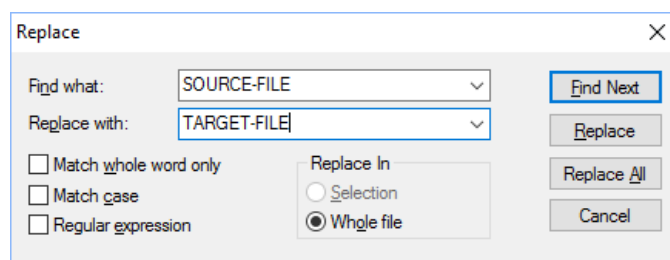 Replace
Find what: SOURCE-FILE Find Next
Replace with: TARGET-FILE Replace
Match whole word only Replace In Replace All
Match case Selection
Regular expression Whole file Cancel